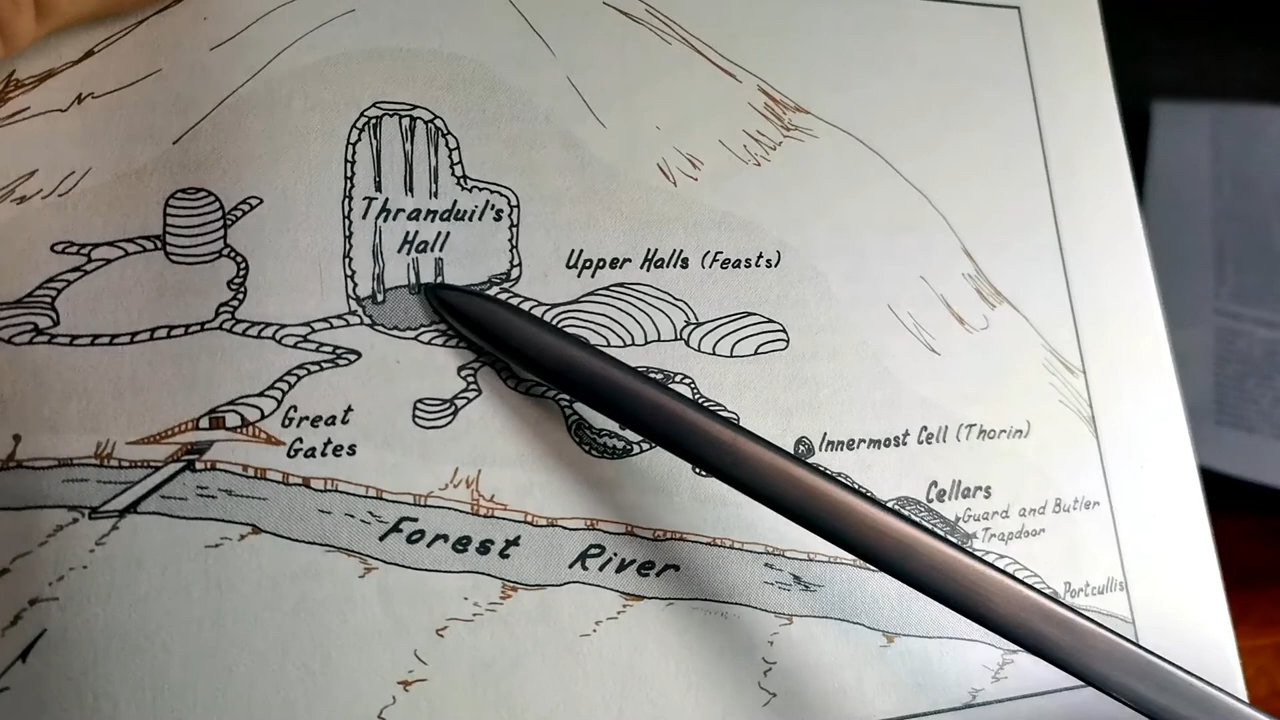 Thranduil's
Hall
Upper Halls (Feasts)
Great
Gates
Innermost Cell (Thorin)
Cellars
Guard and Butler
Trapdoor
Forest River
Portcullis